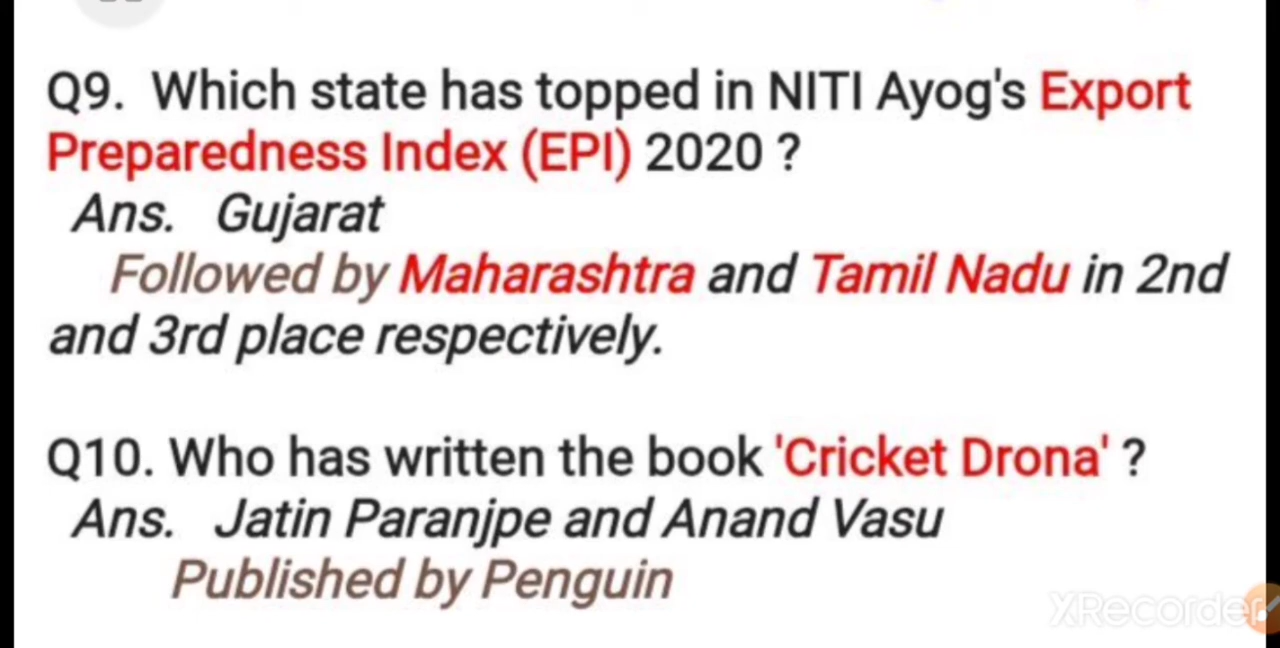 Q9. Which state has topped in NITI Ayog's Export
Preparedness Index (EPI) 2020 ?
Ans. Gujarat
Followed by Maharashtra and Tamil Nadu in 2nd
and 3rd place respectively.
Q10. Who has written the book 'Cricket Drona' ?
Ans. Jatin Paranjpe and Anand Vasu
Published by Penguin
XRecorder